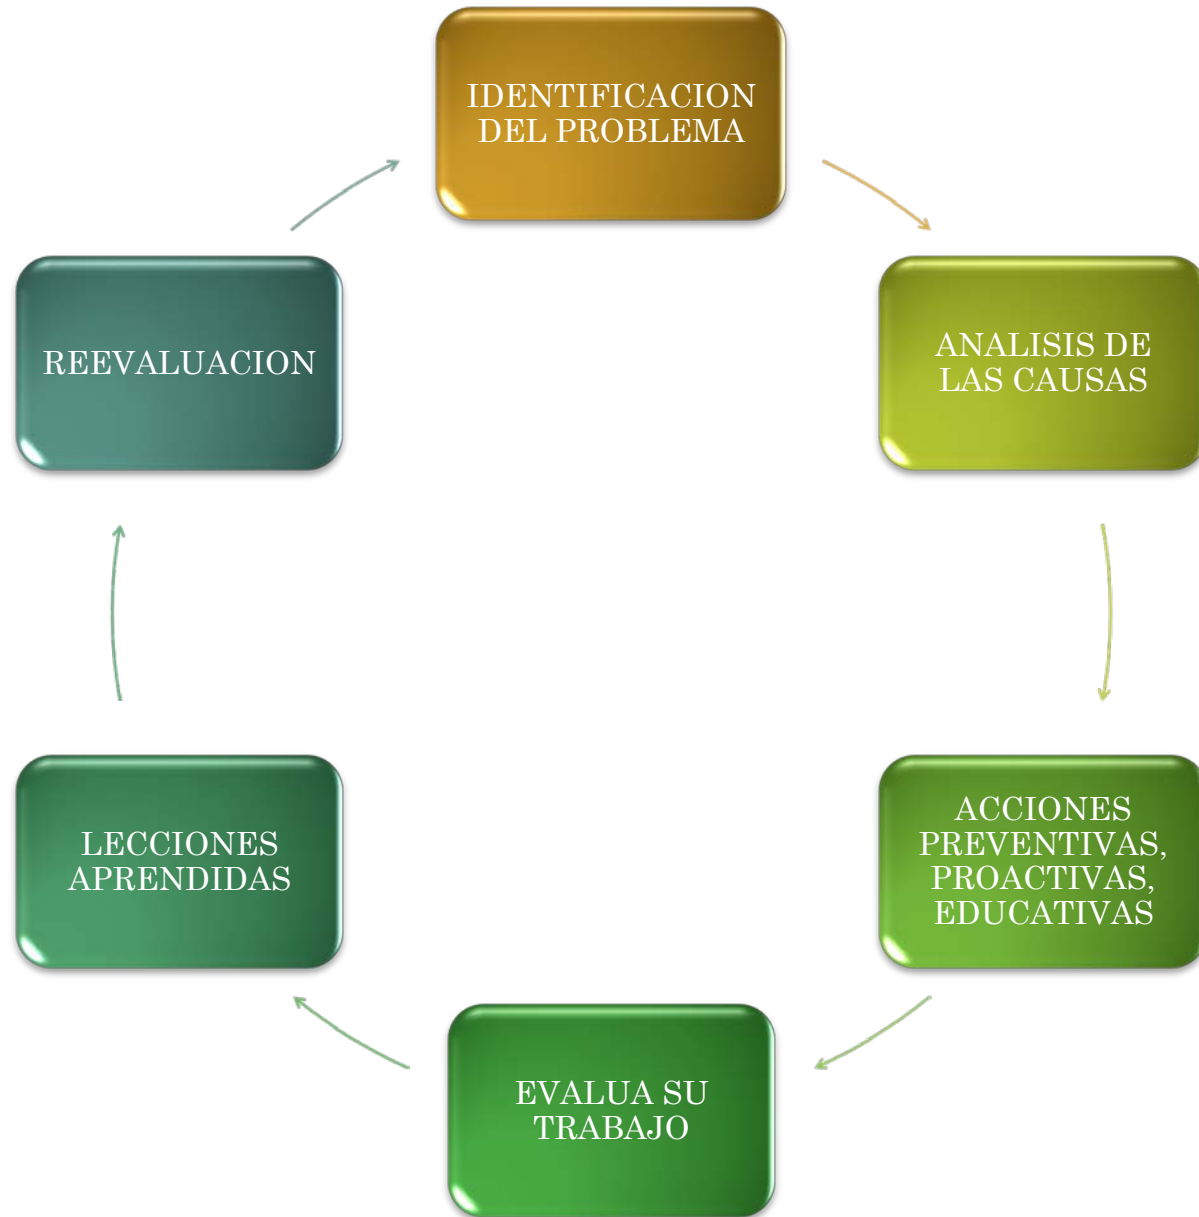 IDENTIFICACION
DEL PROBLEMA
ANALISIS DE
LAS CAUSAS
ACCIONES
PREVENTIVAS,
PROACTIVAS,
EDUCATIVAS
EVALUA SU
TRABAJO
LECCIONES
APRENDIDAS
REEVALUACION